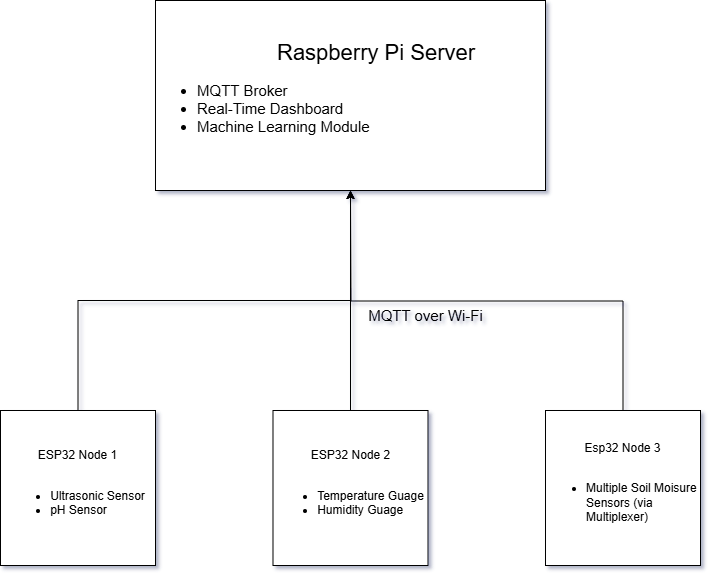 Raspberry Pi Server
MQTT Broker
Real-Time Dashboard
Machine Learning Module
MQTT over Wi-Fi
ESP32 Node 1
Ultrasonic Sensor
pH Sensor
ESP32 Node 2
Temperature Guage
Humidity Guage
Esp32 Node 3
Multiple Soil Moisure
Sensors (via
Multiplexer)